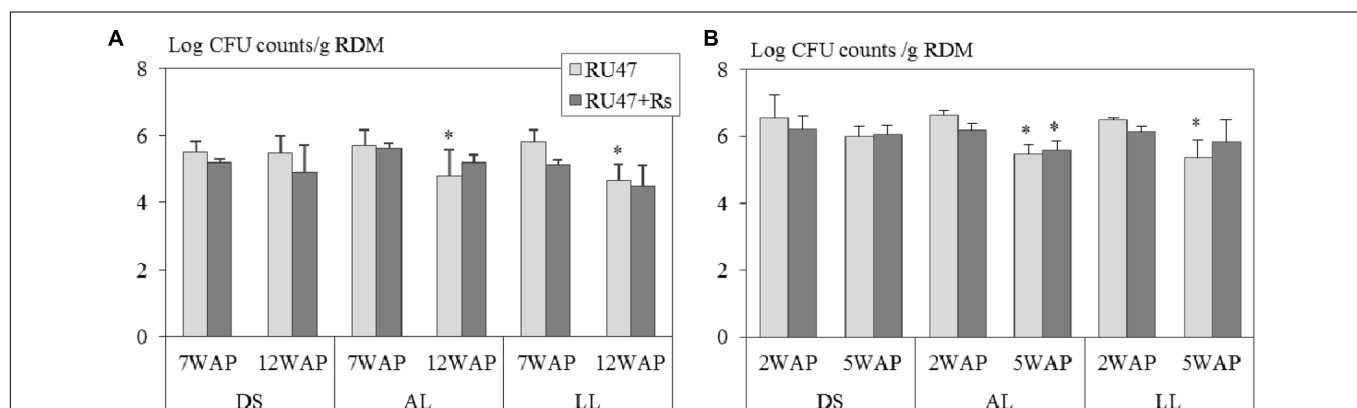 A
Log CFU counts/g RDM
8
6
4
2
0
RU47
RU47+Rs
*
*
7WAP 12WAP 7WAP 12WAP 7WAP 12WAP
DS AL LL
B
Log CFU counts /g RDM
8
6
4
2
0
* *
*
2WAP 5WAP 2WAP 5WAP 2WAP 5WAP
DS AL LL